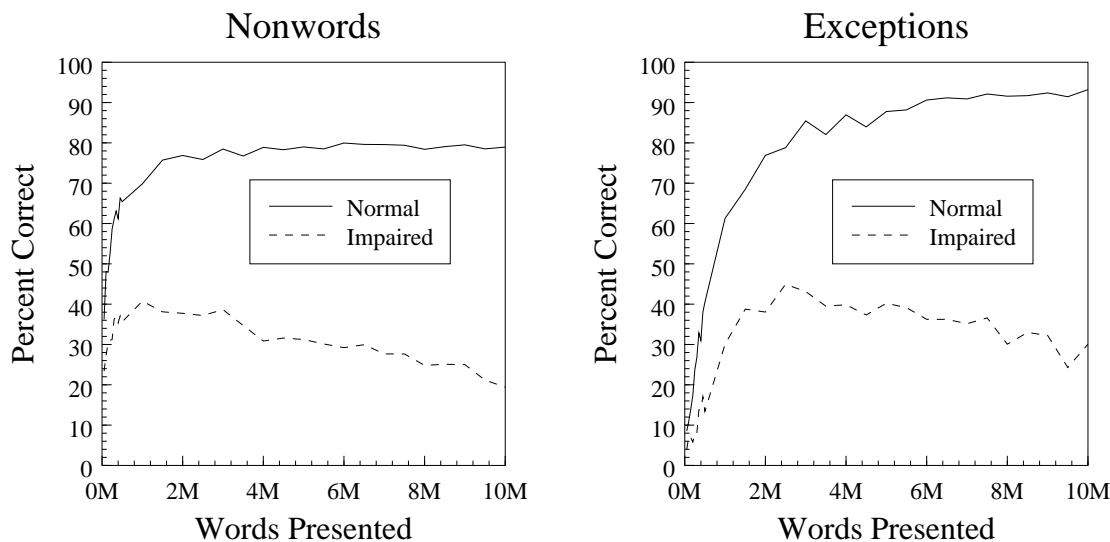 Nonwords
Percent Correct
100
90
80
70
60
50
40
30
20
10
0
Normal
Impaired
0M 2M 4M 6M 8M 10M
Words Presented
Exceptions
Percent Correct
100
90
80
70
60
50
40
30
20
10
0
Normal
Impaired
0M 2M 4M 6M 8M 10M
Words Presented